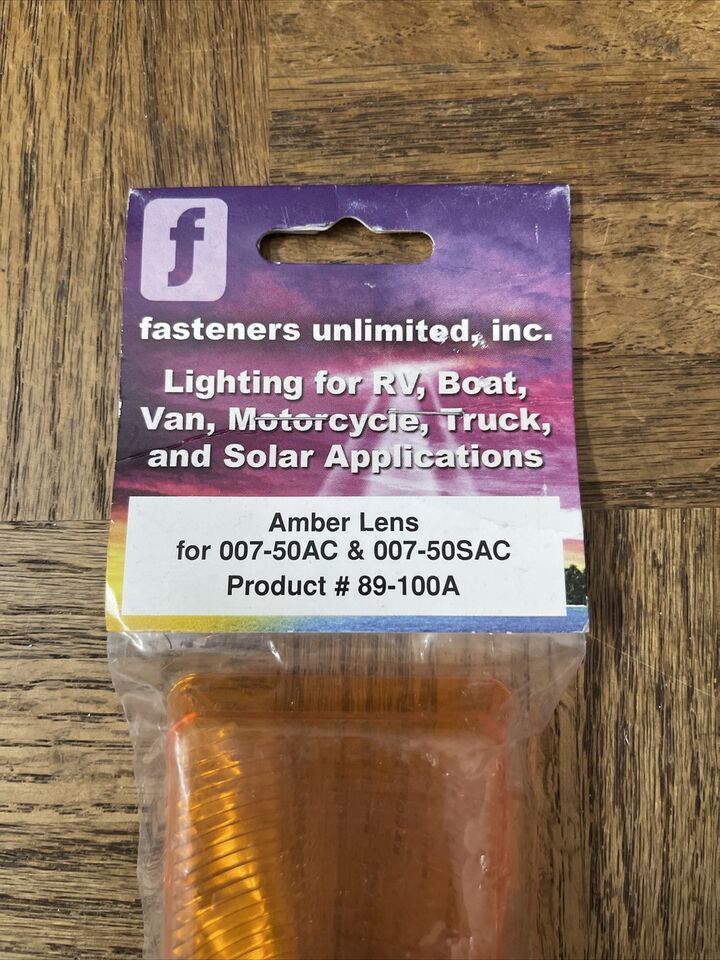 f
fasteners unlimited, inc.
Lighting for RV, Boat,
Van, Motorcycle, Truck,
and Solar Applications
Amber Lens
for 007-50AC & 007-50SAC
Product # 89-100A